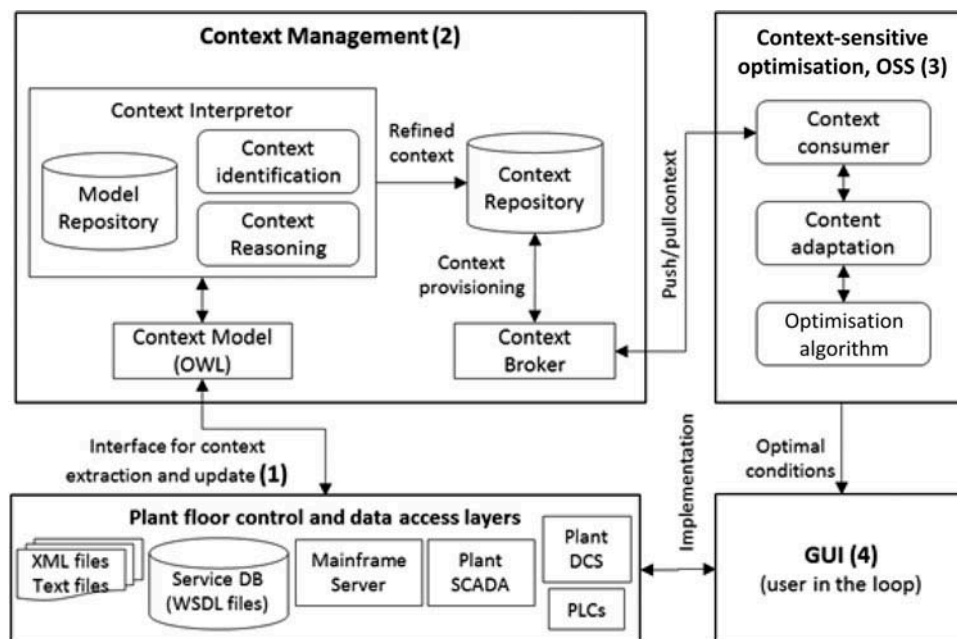 Context Management (2)
Context Interpretor
Model
Repository
Context
identification
Context
Reasoning
Refined
context
Context
Repository
Context
provisioning
Context Model
(OWL)
Context
Broker
Push/pull context
Context-sensitive
optimisation, OSS (3)
Context
consumer
Content
adaptation
Optimisation
algorithm
Interface for context
extraction and update (1)
Implementation
Optimal
conditions
Plant floor control and data access layers
XML files
Text files
Service DB
(WSDL files)
Mainframe
Server
Plant
SCADA
Plant
DCS
PLCs
GUI (4)
(user in the loop)